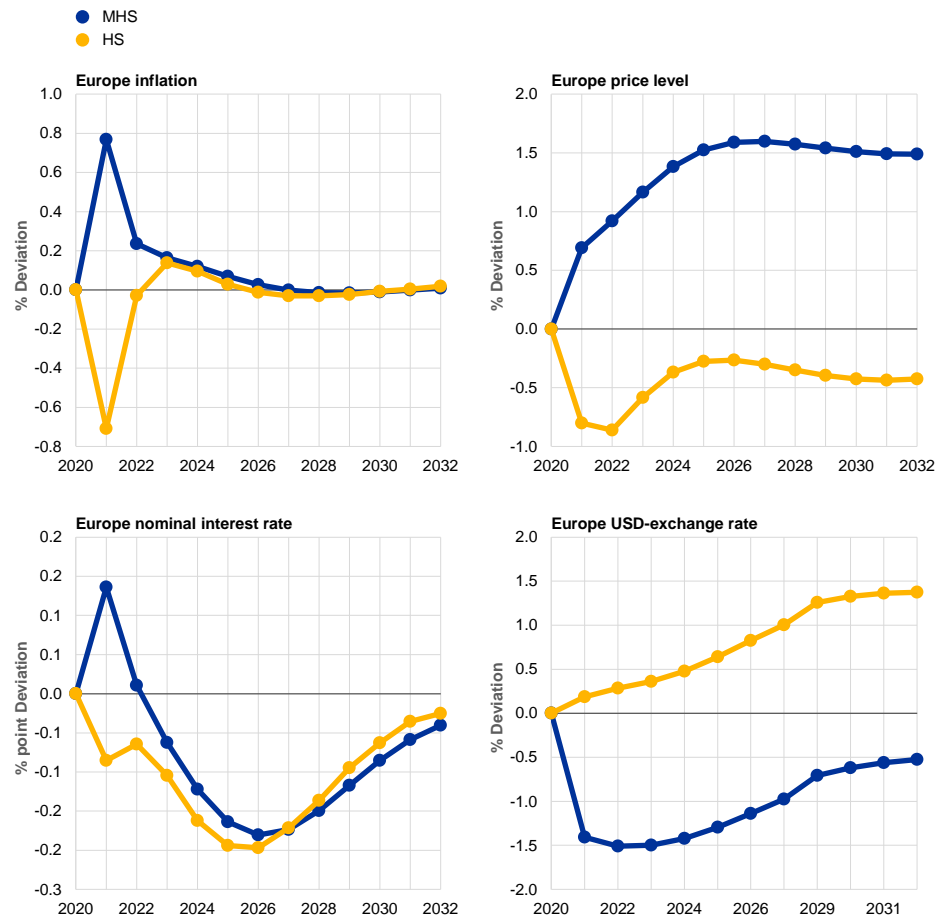 MHS
HS
Europe inflation
% Deviation
1.0
0.8
0.6
0.4
0.2
0.0
-0.2
-0.4
-0.6
-0.8
2020 2022 2024 2026 2028 2030 2032
Europe price level
% Deviation
2.0
1.5
1.0
0.5
0.0
-0.5
-1.0
2020 2022 2024 2026 2028 2030 2032
Europe nominal interest rate
% point Deviation
0.2
0.2
0.1
0.1
0.0
-0.1
-0.1
-0.2
-0.2
-0.3
2020 2022 2024 2026 2028 2030 2032
Europe USD-exchange rate
% Deviation
2.0
1.5
1.0
0.5
0.0
-0.5
-1.0
-1.5
-2.0
2020 2022 2023 2024 2025 2026 2027 2029 2031